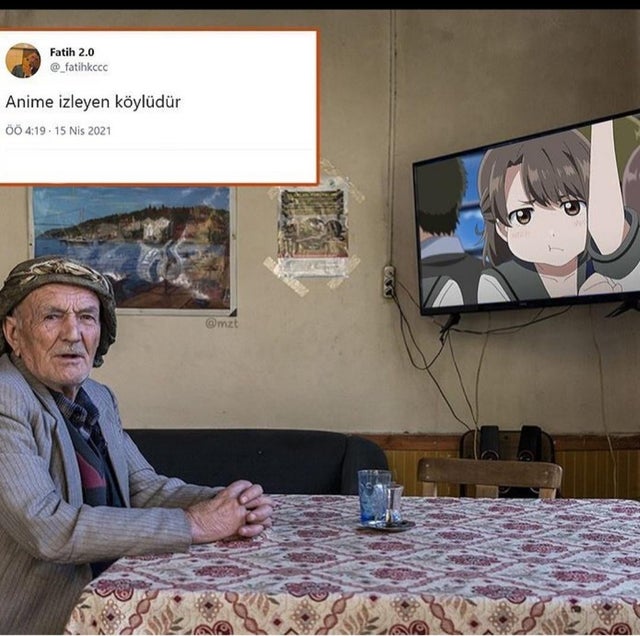 Fatih 2.0
@_fatihkccc
Anime izleyen köylüdür
ÖÖ 4:19 · 15 Nis 2021
@mzt